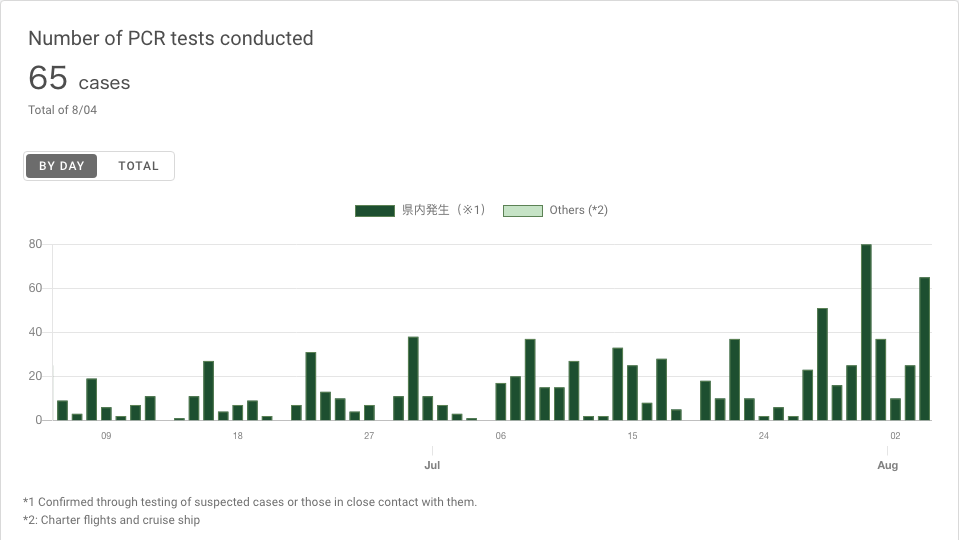 Number of PCR tests conducted
65 cases
Total of 8/04
BY DAY TOTAL
県内発生（※1） Others (*2)
80
60
40
20
0
09 18 27 06 15 24 02
Jul Aug
*1 Confirmed through testing of suspected cases or those in close contact with them.
*2: Charter flights and cruise ship